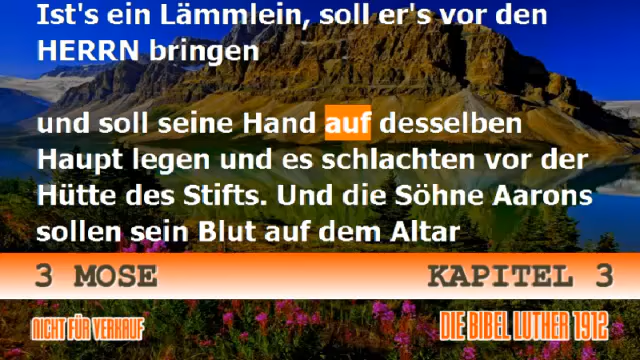 Ist's ein Lämmlein, soll er's vor den
HERRN bringen
und soll seine Hand auf desselben
Haupt legen und es schlachten vor der
Hütte des Stifts. Und die Söhne Aarons
sollen sein Blut auf dem Altar
3 MOSE KAPITEL 3
NICHT FÜR VERKAUF DIE BIBEL LUTHER 1912